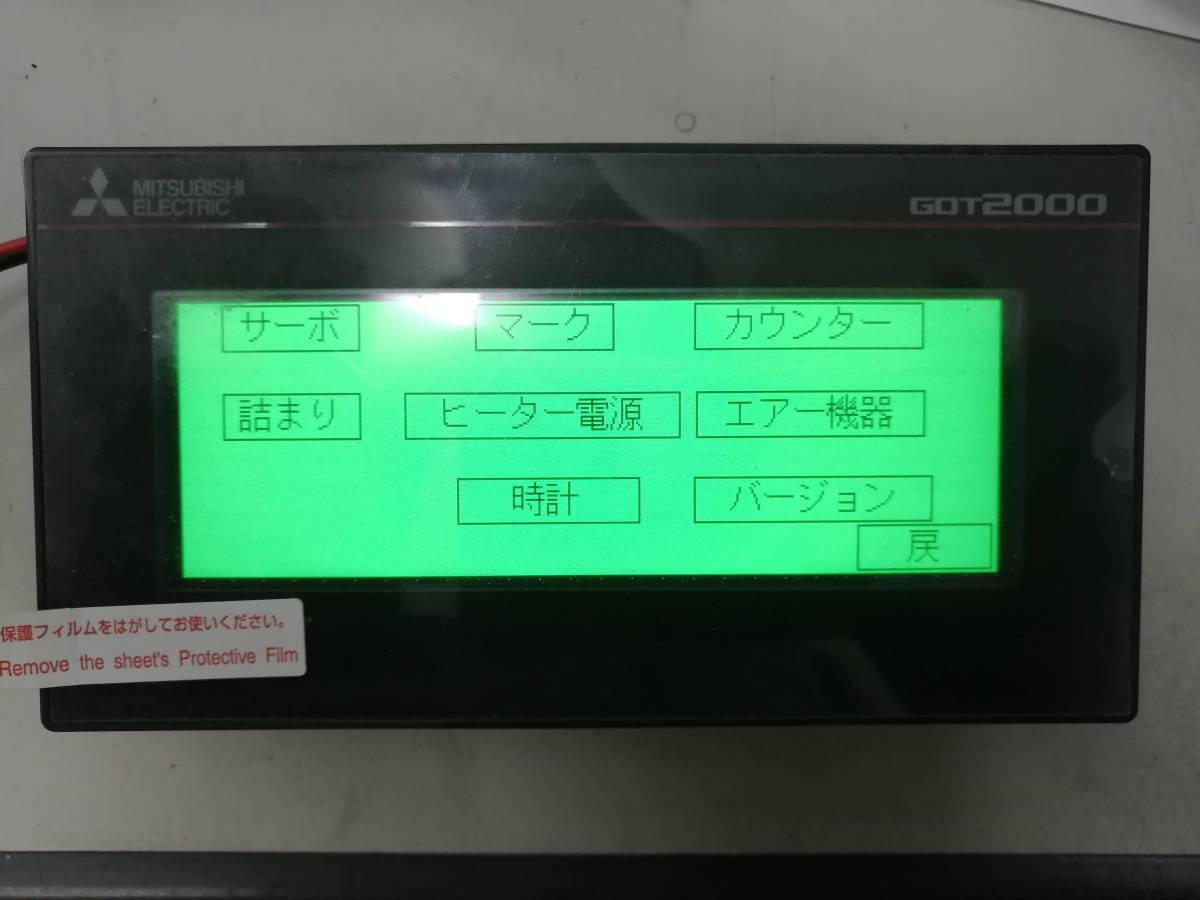 MITSUBISHI
ELECTRIC
GOT2000
サーボ
マーク
カウンター
詰まり
ヒーター電源
エアー機器
時計
バージョン
戻
保護フィルムをはがしてお使いください。
Remove the sheet's Protective Film